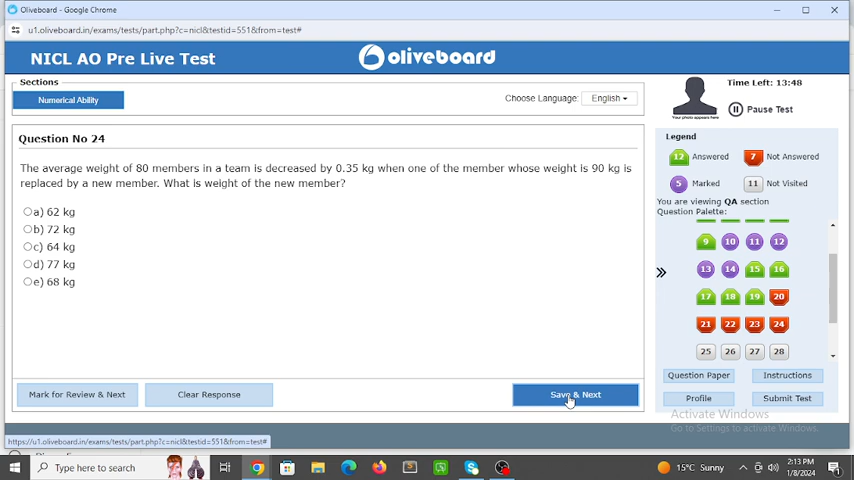 Oliveboard - Google Chrome
u1.oliveboard.in/exams/tests/part.php?c=nicl&testid=551&from=test#
NICL AO Pre Live Test
oliveboard
Sections
Numerical Ability
Choose Language: English
Your photo appears here
Time Left: 13:48
Pause Test
Question No 24
The average weight of 80 members in a team is decreased by 0.35 kg when one of the member whose weight is 90 kg is
replaced by a new member. What is weight of the new member?
a) 62 kg
b) 72 kg
c) 64 kg
d) 77 kg
e) 68 kg
Legend
12 Answered 7 Not Answered
5 Marked 11 Not Visited
You are viewing QA section
Question Palette:
9 10 11 12
13 14 15 16
17 18 19 20
21 22 23 24
25 26 27 28
Question Paper Instructions
Profile Submit Test
Mark for Review & Next Clear Response Save & Next
Activate Windows
Go to Settings to activate Windows.
https://u1.oliveboard.in/exams/tests/part.php?c=nicl&testid=551&from=test#
Type here to search
15°C Sunny
2:13 PM
1/8/2024